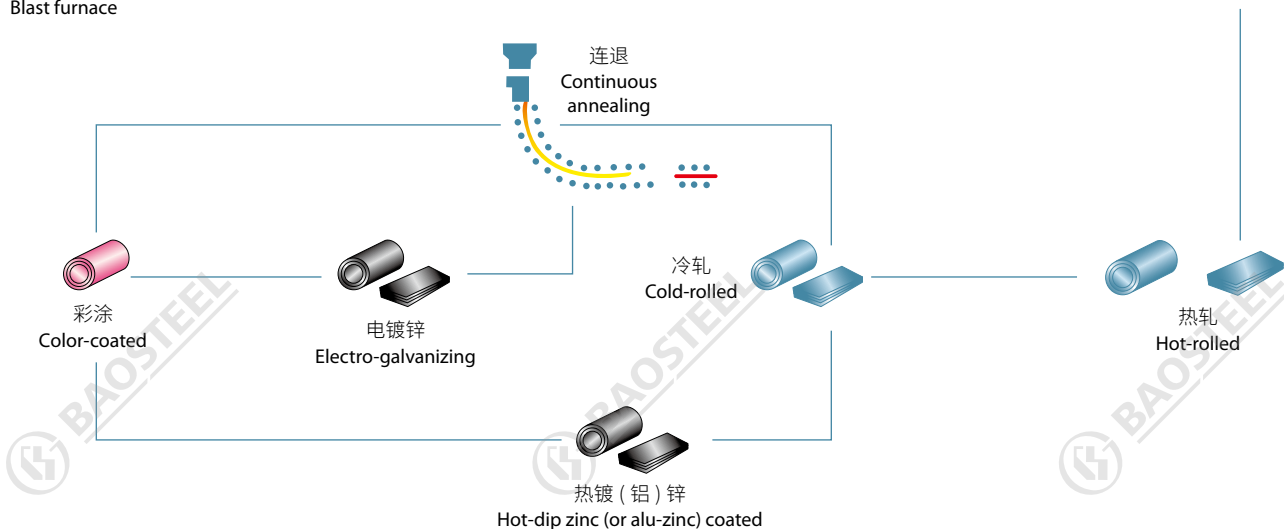 Blast furnace
连退
Continuous
annealing
冷轧
Cold-rolled
彩涂
Color-coated
电镀锌
Electro-galvanizing
热轧
Hot-rolled
热镀 ( 铝 ) 锌
Hot-dip zinc (or alu-zinc) coated
BAOSTEEL
BAOSTEEL
BAOSTEEL